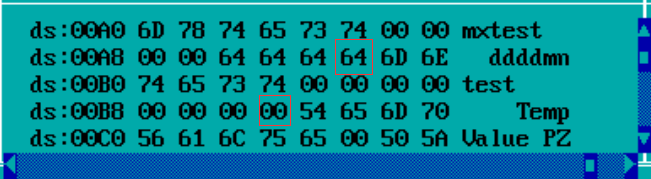 ds:00A0 6D 78 74 65 73 74 00 00 mxtest
ds:00A8 00 00 64 64 64 64 6D 6E   ddddmn
ds:00B0 74 65 73 74 00 00 00 00 test
ds:00B8 00 00 00 00 54 65 6D 70     Temp
ds:00C0 56 61 6C 75 65 00 50 5A Value PZ